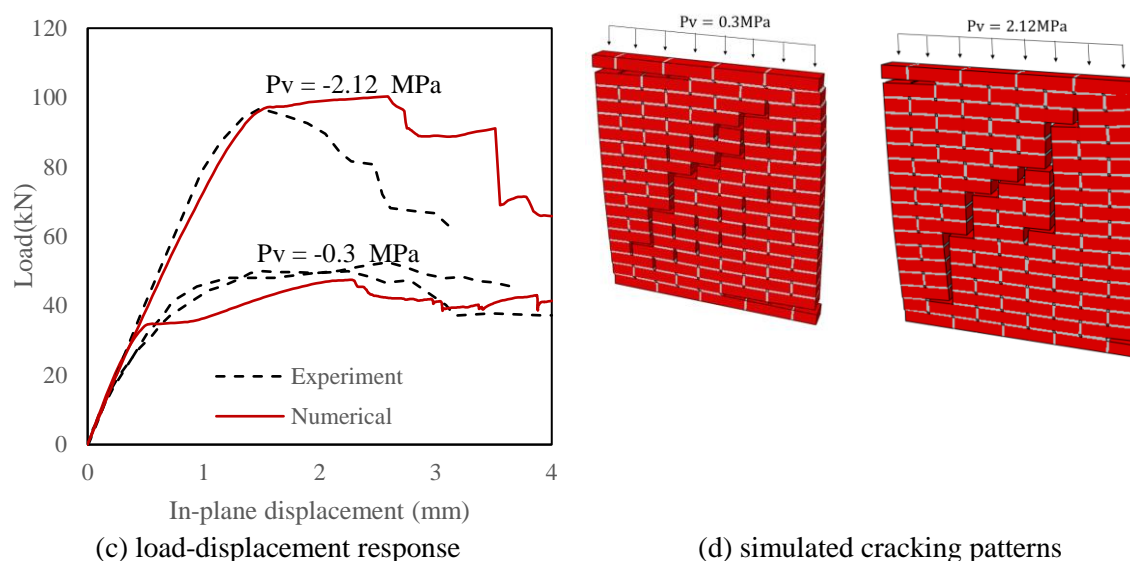 120
100
80
60
40
20
0
0 1 2 3 4
Load(kN)
In-plane displacement (mm)
Pv = -2.12 MPa
Pv = -0.3 MPa
Experiment
Numerical
(c) load-displacement response
Pv = 0.3MPa
Pv = 2.12MPa
(d) simulated cracking patterns